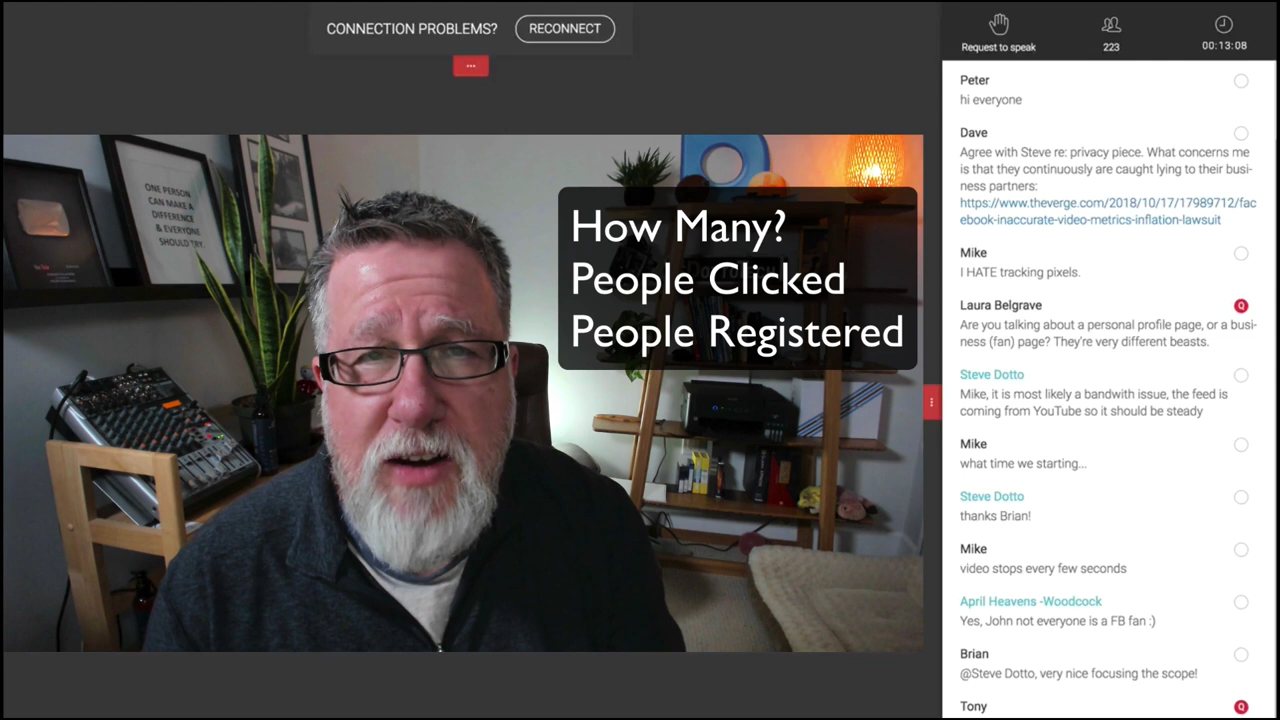 CONNECTION PROBLEMS?
RECONNECT
Request to speak
223
00:13:08
ONE PERSON
CAN MAKE A
DIFFERENCE
& EVERYONE
SHOULD TRY.
How Many?
People Clicked
People Registered
Peter
hi everyone
Dave
Agree with Steve re: privacy piece. What concerns me
is that they continuously are caught lying to their busi-
ness partners:
https://www.theverge.com/2018/10/17/17989712/fac
ebook-inaccurate-video-metrics-inflation-lawsuit
Mike
I HATE tracking pixels.
Laura Belgrave
Q
Are you talking about a personal profile page, or a busi-
ness (fan) page? They're very different beasts.
Steve Dotto
Mike, it is most likely a bandwith issue, the feed is
coming from YouTube so it should be steady
Mike
what time we starting...
Steve Dotto
thanks Brian!
Mike
video stops every few seconds
April Heavens -Woodcock
Yes, John not everyone is a FB fan :)
Brian
@Steve Dotto, very nice focusing the scope!
Tony
Q